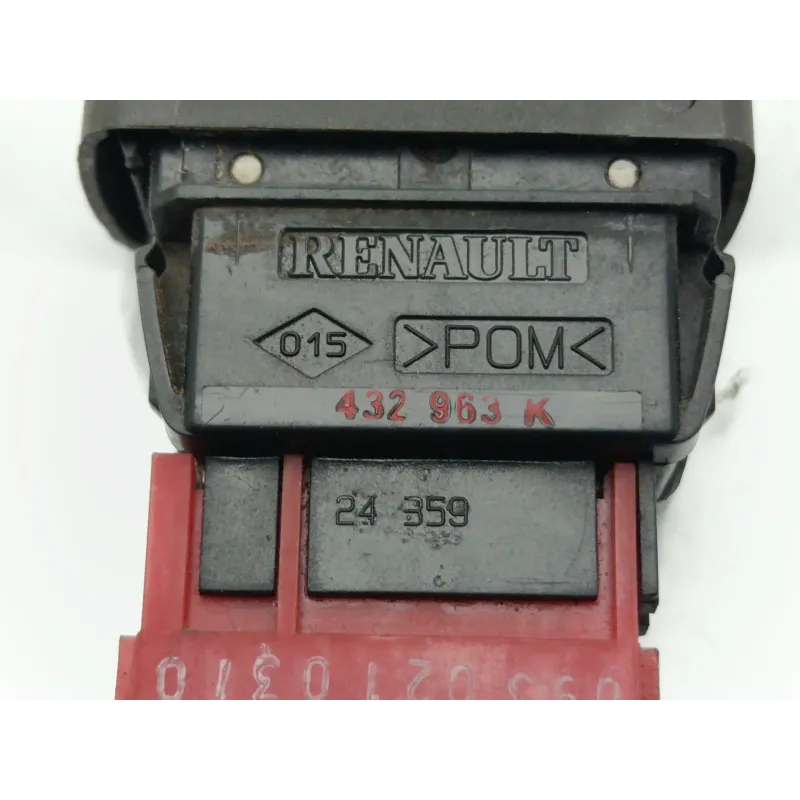 RENAULT
015 >POM<
432 963 K
24 359